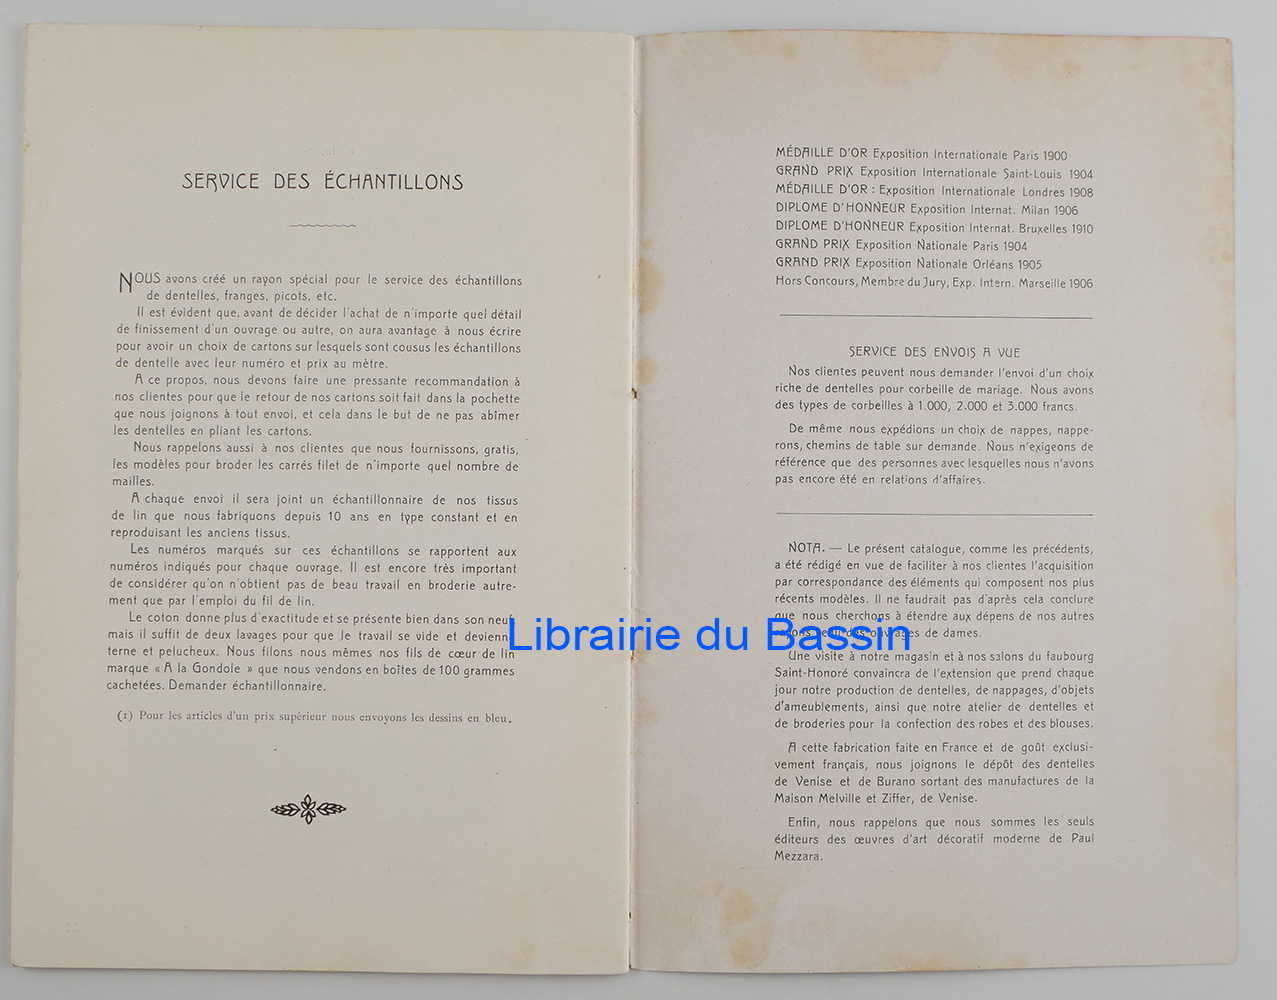 SERVICE DES ÉCHANTILLONS
NOUS avons créé un rayon spécial pour le service des échantillons
de dentelles, franges, picots, etc.
Il est évident que, avant de décider l'achat de n'importe quel détail
de finissement d'un ouvrage ou autre, on aura avantage à nous écrire
pour avoir un choix de cartons sur lesquels sont cousus les échantillons
de dentelle avec leur numéro et prix au mètre.
A ce propos, nous devons faire une pressante recommandation à
nos clientes pour que le retour de nos cartons soit fait dans la pochette
que nous joignons à tout envoi, et cela dans le but de ne pas abîmer
les dentelles en pliant les cartons.
Nous rappelons aussi à nos clientes que nous fournissons, gratis,
les modèles pour broder les carrés filet de n'importe quel nombre de
mailles.
A chaque envoi il sera joint un échantillonnaire de nos tissus
de lin que nous fabriquons depuis 10 ans en type constant et en
reproduisant les anciens tissus.
Les numéros marqués sur ces échantillons se rapportent aux
numéros indiqués pour chaque ouvrage. Il est encore très important
de considérer qu'on n'obtient pas de beau travail en broderie autre-
ment que par l'emploi du fil de lin.
Le coton donne plus d'exactitude et se présente bien dans son neuf
mais il suffit de deux lavages pour que le travail se vide et devienne
terne et pelucheux. Nous filons nous mêmes nos fils de cœur de lin
marque « A la Gondole » que nous vendons en boîtes de 100 grammes
cachetées. Demander échantillonnaire.
(1) Pour les articles d'un prix supérieur nous envoyons les dessins en bleu.
MÉDAILLE D'OR Exposition Internationale Paris 1900
GRAND PRIX Exposition Internationale Saint-Louis 1904
MÉDAILLE D'OR : Exposition Internationale Londres 1908
DIPLOME D'HONNEUR Exposition Internat. Milan 1906
DIPLOME D'HONNEUR Exposition Internat. Bruxelles 1910
GRAND PRIX Exposition Nationale Paris 1904
GRAND PRIX Exposition Nationale Orléans 1905
Hors Concours, Membre du Jury, Exp. Intern. Marseille 1906
SERVICE DES ENVOIS A VUE
Nos clientes peuvent nous demander l'envoi d'un choix
riche de dentelles pour corbeille de mariage. Nous avons
des types de corbeilles à 1.000, 2.000 et 3.000 francs.
De même nous expédions un choix de nappes, nappe-
rons, chemins de table sur demande. Nous n'exigeons de
référence que des personnes avec lesquelles nous n'avons
pas encore été en relations d'affaires.
NOTA. — Le présent catalogue, comme les précédents,
a été rédigé en vue de faciliter à nos clientes l'acquisition
par correspondance des éléments qui composent nos plus
récents modèles. Il ne faudrait pas d'après cela conclure
que nous cherchons à étendre aux dépens de nos autres
rayons celui des ouvrages de dames.
Une visite à notre magasin et à nos salons du faubourg
Saint-Honoré convaincra de l'extension que prend chaque
jour notre production de dentelles, de nappages, d'objets
d'ameublements, ainsi que notre atelier de dentelles et
de broderies pour la confection des robes et des blouses.
A cette fabrication faite en France et de goût exclusi-
vement français, nous joignons le dépôt des dentelles
de Venise et de Burano sortant des manufactures de la
Maison Melville et Ziffer, de Venise.
Enfin, nous rappelons que nous sommes les seuls
éditeurs des œuvres d'art décoratif moderne de Paul
Mezzara.
Librairie du Bassin